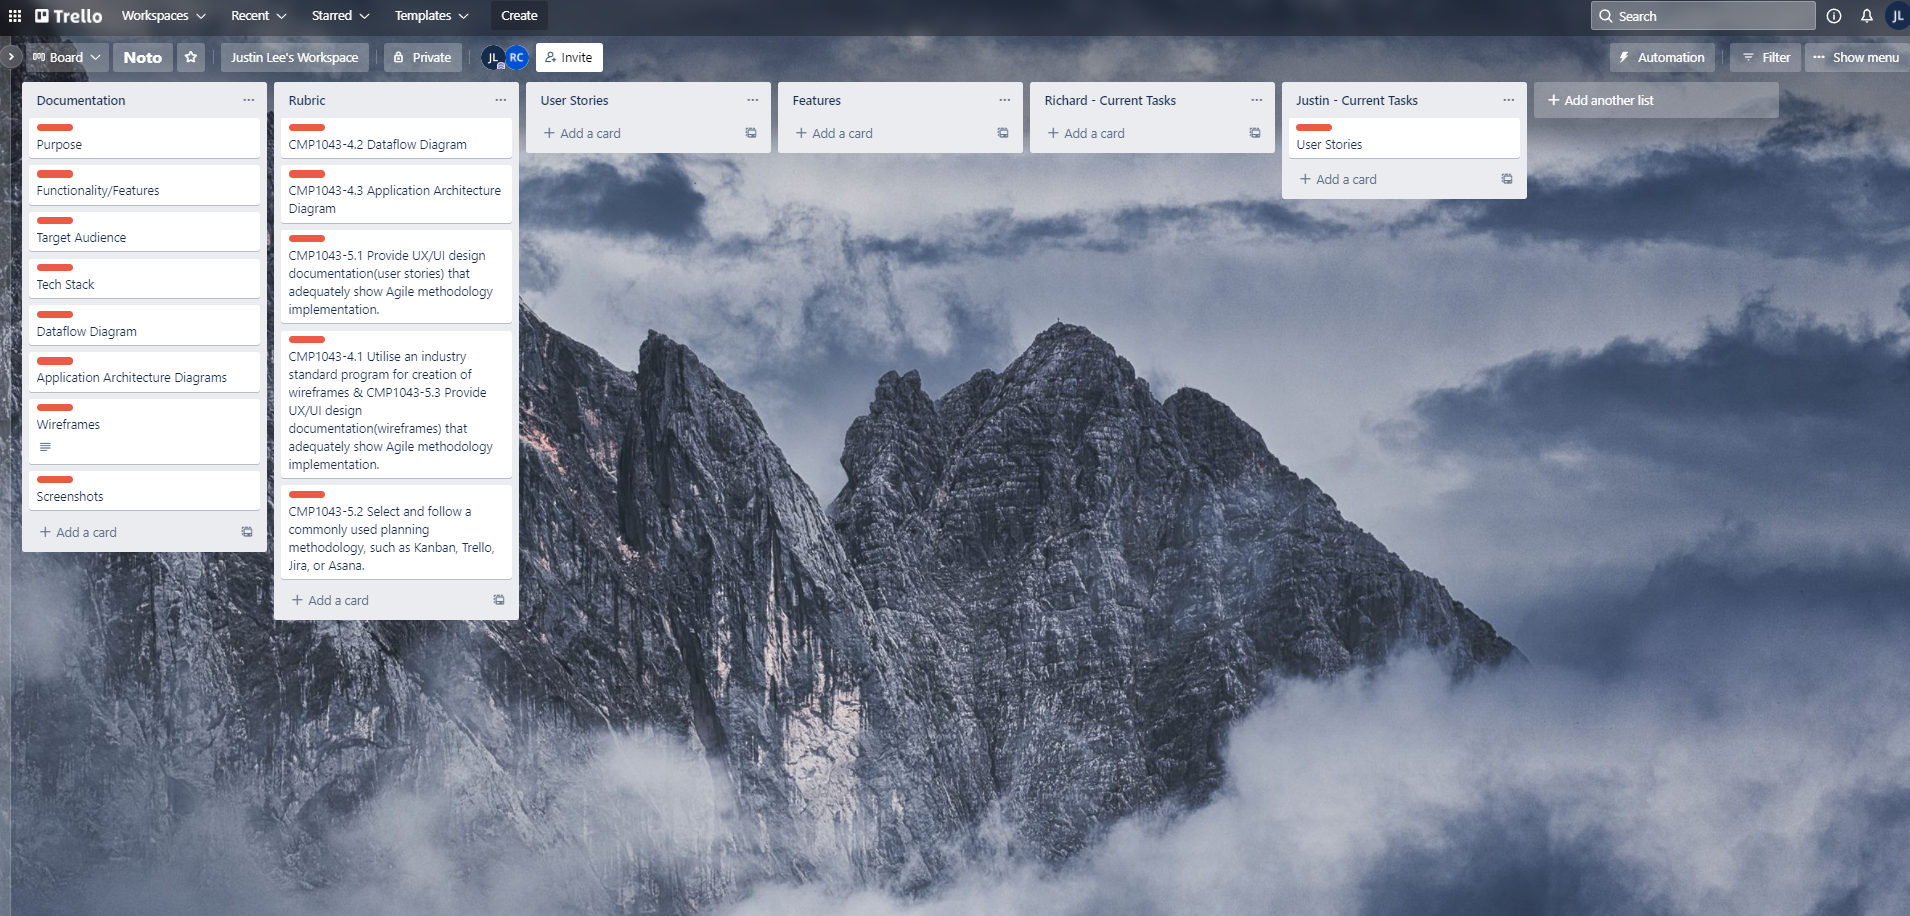 Trello
Workspaces
Recent
Starred
Templates
Create
Search
JL
Board
Noto
Justin Lee's Workspace
Private
JL
RC
Invite
Automation
Filter
Show menu
Documentation
Purpose
Functionality/Features
Target Audience
Tech Stack
Dataflow Diagram
Application Architecture Diagrams
Wireframes
Screenshots
+ Add a card
Rubric
CMP1043-4.2 Dataflow Diagram
CMP1043-4.3 Application Architecture
Diagram
CMP1043-5.1 Provide UX/UI design
documentation(user stories) that
adequately show Agile methodology
implementation.
CMP1043-4.1 Utilise an industry
standard program for creation of
wireframes & CMP1043-5.3 Provide
UX/UI design
documentation(wireframes) that
adequately show Agile methodology
implementation.
CMP1043-5.2 Select and follow a
commonly used planning
methodology, such as Kanban, Trello,
Jira, or Asana.
+ Add a card
User Stories
+ Add a card
Features
+ Add a card
Richard - Current Tasks
+ Add a card
Justin - Current Tasks
User Stories
+ Add a card
+ Add another list